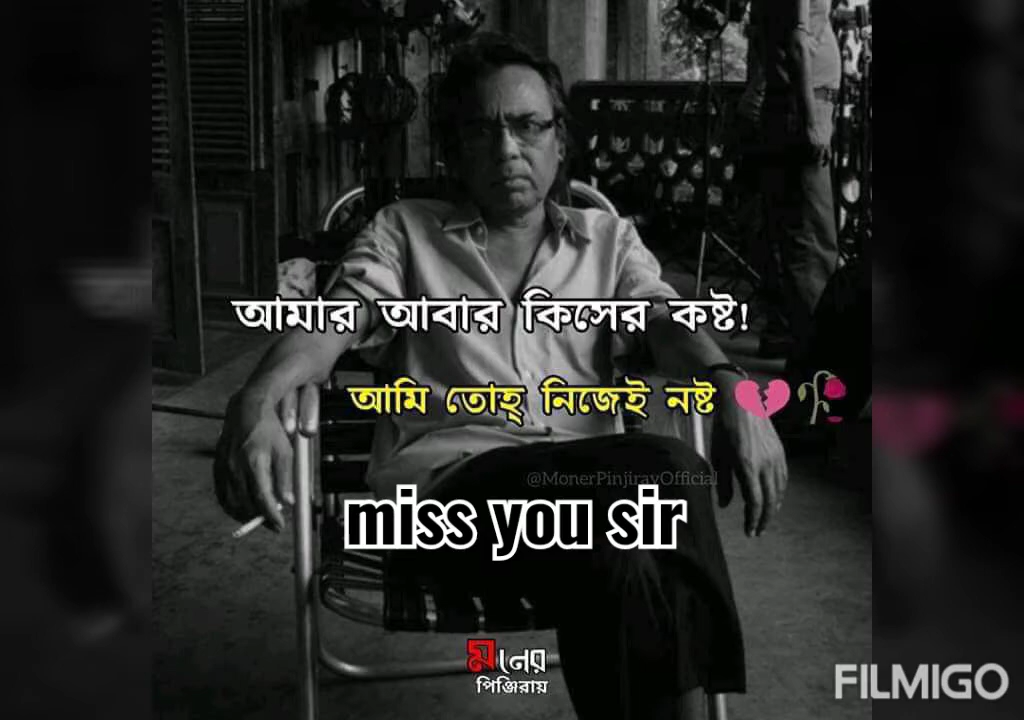 আমার আবার কিসের কষ্ট!
আমি তোহ্ নিজেই নষ্ট 💔🥀
@MonerPinjirayOfficial
miss you sir
মনের
পিঞ্জিরায়
FILMIGO